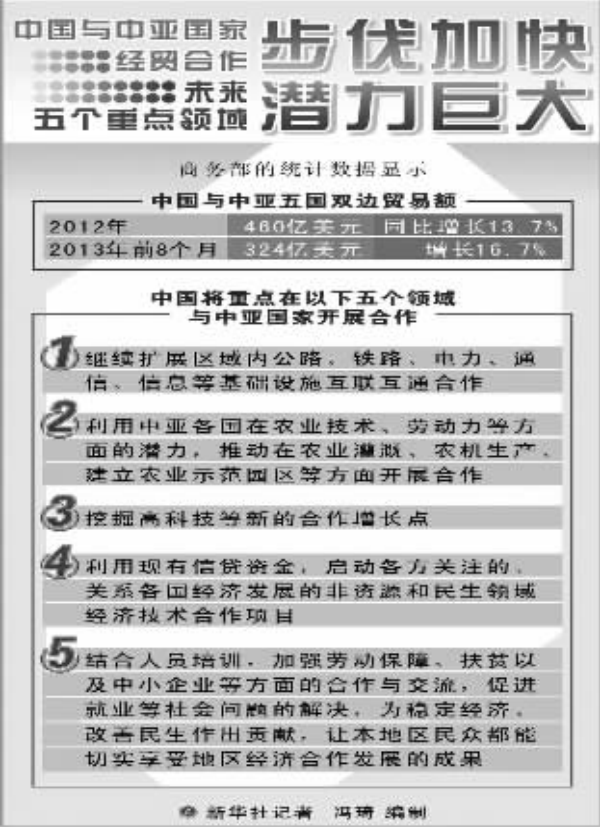 中国与中亚国家
经贸合作
步伐加快
未来
五个重点领域
潜力巨大
商务部的统计数据显示
中国与中亚五国双边贸易额
2012年 460亿美元 同比增长13.7%
2013年前8个月 324亿美元 增长16.7%
中国将重点在以下五个领域
与中亚国家开展合作
1 继续扩展区域内公路、铁路、电力、通
信、信息等基础设施互联互通合作
2 利用中亚各国在农业技术、劳动力等方
面的潜力，推动在农业灌溉、农机生产、
建立农业示范园区等方面开展合作
3 挖掘高科技等新的合作增长点
4 利用现有信贷资金，启动各方关注的、
关系各国经济发展的非资源和民生领域
经济技术合作项目
5 结合人员培训，加强劳动保障、扶贫以
及中小企业等方面的合作与交流，促进
就业等社会问题的解决，为稳定经济、
改善民生作出贡献，让本地区民众都能
切实享受地区经济合作发展的成果
新华社记者 冯琦 编制